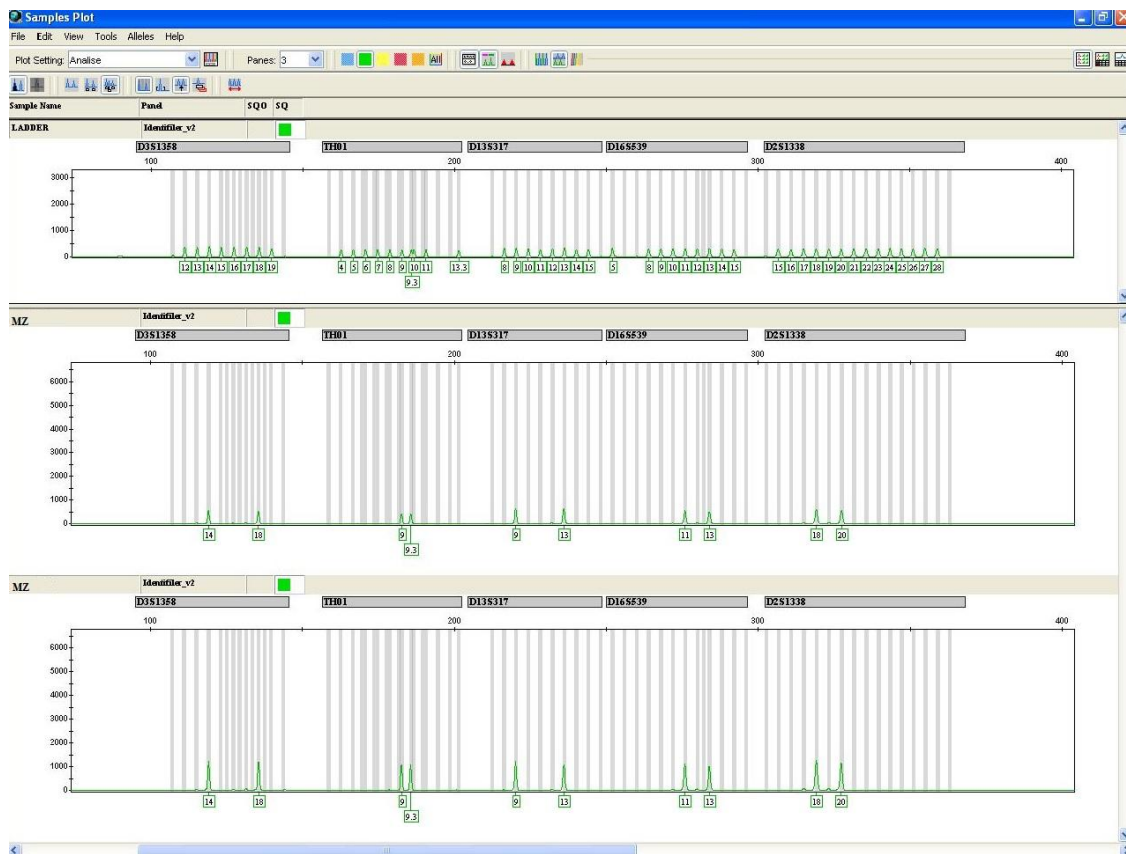 Samples Plot
File Edit View Tools Alleles Help
Plot Setting: Analise Panes: 3 All
Sample Name Panel SQO SQ
LADDER Identifiler_v2
D3S1358 TH01 D13S317 D16S539 D2S1338
100 200 300 400
3000
2000
1000
0
12 13 14 15 16 17 18 19 4 5 6 7 8 9 10 11 13.3 8 9 10 11 12 13 14 15 5 8 9 10 11 12 13 14 15 15 16 17 18 19 20 21 22 23 24 25 26 27 28
9.3
MZ Identifiler_v2
D3S1358 TH01 D13S317 D16S539 D2S1338
100 200 300 400
6000
5000
4000
3000
2000
1000
0
14 18 9 9 13 11 13 18 20
9.3
MZ Identifiler_v2
D3S1358 TH01 D13S317 D16S539 D2S1338
100 200 300 400
6000
5000
4000
3000
2000
1000
0
14 18 9 9 13 11 13 18 20
9.3